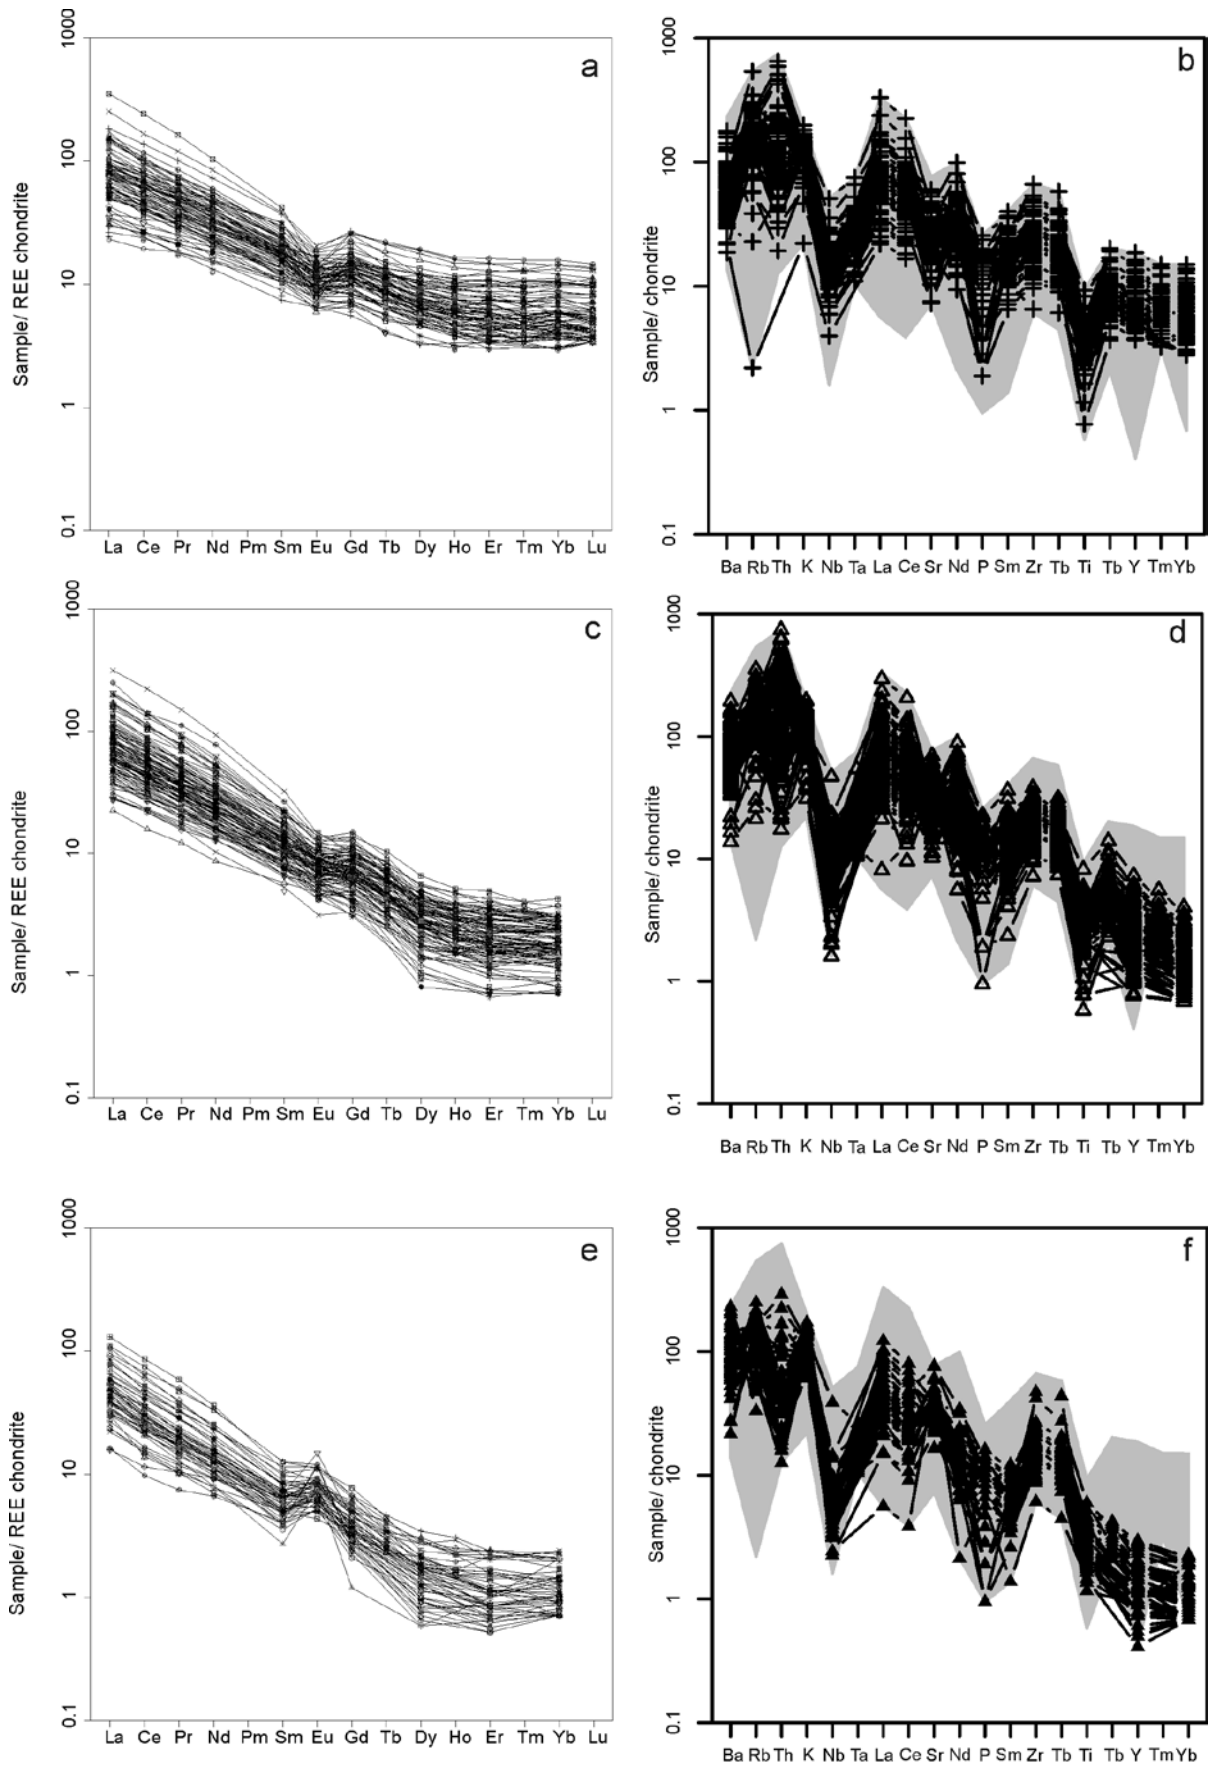 a
1000
100
10
1
0.1
Sample/ REE chondrite
La Ce Pr Nd Pm Sm Eu Gd Tb Dy Ho Er Tm Yb Lu
b
1000
100
10
1
0.1
Sample/ chondrite
Ba Rb Th K Nb Ta La Ce Sr Nd P Sm Zr Tb Ti Tb Y Tm Yb
c
1000
100
10
1
0.1
Sample/ REE chondrite
La Ce Pr Nd Pm Sm Eu Gd Tb Dy Ho Er Tm Yb Lu
d
1000
100
10
1
0.1
Sample/ chondrite
Ba Rb Th K Nb Ta La Ce Sr Nd P Sm Zr Tb Ti Tb Y Tm Yb
e
1000
100
10
1
0.1
Sample/ REE chondrite
La Ce Pr Nd Pm Sm Eu Gd Tb Dy Ho Er Tm Yb Lu
f
1000
100
10
1
0.1
Sample/ chondrite
Ba Rb Th K Nb Ta La Ce Sr Nd P Sm Zr Tb Ti Tb Y Tm Yb